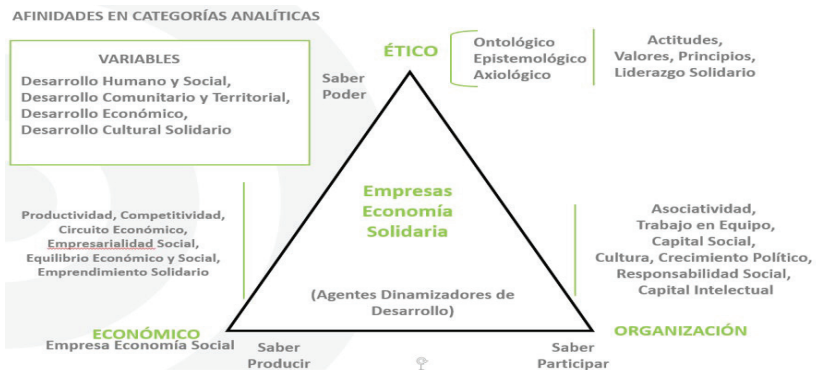 AFINIDADES EN CATEGORÍAS ANALÍTICAS
VARIABLES
Desarrollo Humano y Social,
Desarrollo Comunitario y Territorial,
Desarrollo Económico,
Desarrollo Cultural Solidario
Saber
Poder
ÉTICO
Ontológico
Epistemológico
Axiológico
Actitudes,
Valores, Principios,
Liderazgo Solidario
Productividad, Competitividad,
Circuito Económico,
Empresarialidad Social,
Equilibrio Económico y Social,
Emprendimiento Solidario
Empresas
Economía
Solidaria
(Agentes Dinamizadores de
Desarrollo)
Asociatividad,
Trabajo en Equipo,
Capital Social,
Cultura, Crecimiento Político,
Responsabilidad Social,
Capital Intelectual
ECONÓMICO
Empresa Economía Social
Saber
Producir
Saber
Participar
ORGANIZACIÓN